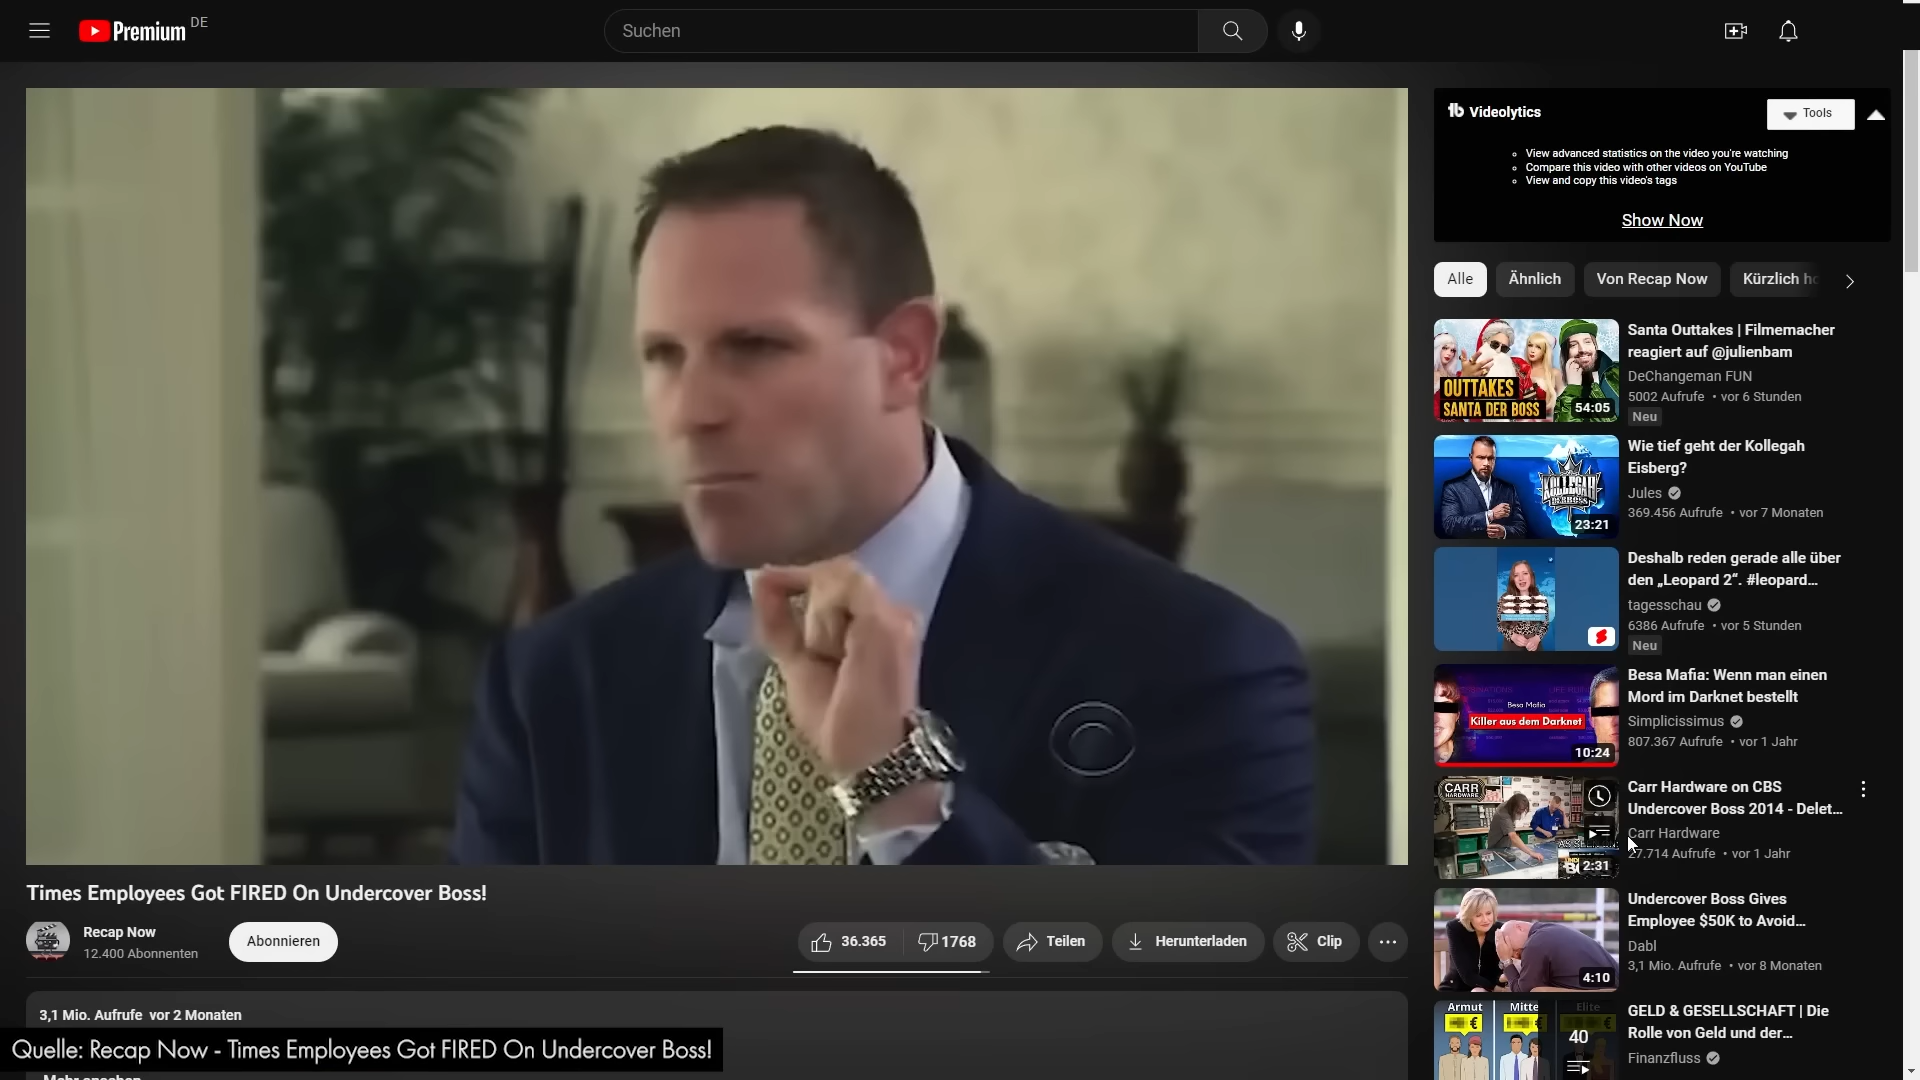 Premium DE
Suchen
Videolytics
Tools
View advanced statistics on the video you're watching
Compare this video with other videos on YouTube
View and copy this video's tags
Show Now
Alle
Ähnlich
Von Recap Now
Kürzlich ho
OUTTAKES
SANTA DER BOSS
54:05
Santa Outtakes | Filmemacher
reagiert auf @julienbam
DeChangeman FUN
5002 Aufrufe • vor 6 Stunden
Neu
KOLLEGAH
DER BOSS
23:21
Wie tief geht der Kollegah
Eisberg?
Jules
369.456 Aufrufe • vor 7 Monaten
Deshalb reden gerade alle über
den „Leopard 2“. #leopard...
tagesschau
6386 Aufrufe • vor 5 Stunden
Neu
Besa Mafia
Killer aus dem Darknet
10:24
Besa Mafia: Wenn man einen
Mord im Darknet bestellt
Simplicissimus
807.367 Aufrufe • vor 1 Jahr
CARR
HARDWARE
2:31
Carr Hardware on CBS
Undercover Boss 2014 - Delet...
Carr Hardware
27.714 Aufrufe • vor 1 Jahr
4:10
Undercover Boss Gives
Employee $50K to Avoid...
Dabl
3,1 Mio. Aufrufe • vor 8 Monaten
Armut
Mitte
Elite
€
€
40
GELD & GESELLSCHAFT | Die
Rolle von Geld und der...
Finanzfluss
Times Employees Got FIRED On Undercover Boss!
Recap Now
12.400 Abonnenten
Abonnieren
36.365
1768
Teilen
Herunterladen
Clip
3,1 Mio. Aufrufe vor 2 Monaten
Quelle: Recap Now - Times Employees Got FIRED On Undercover Boss!